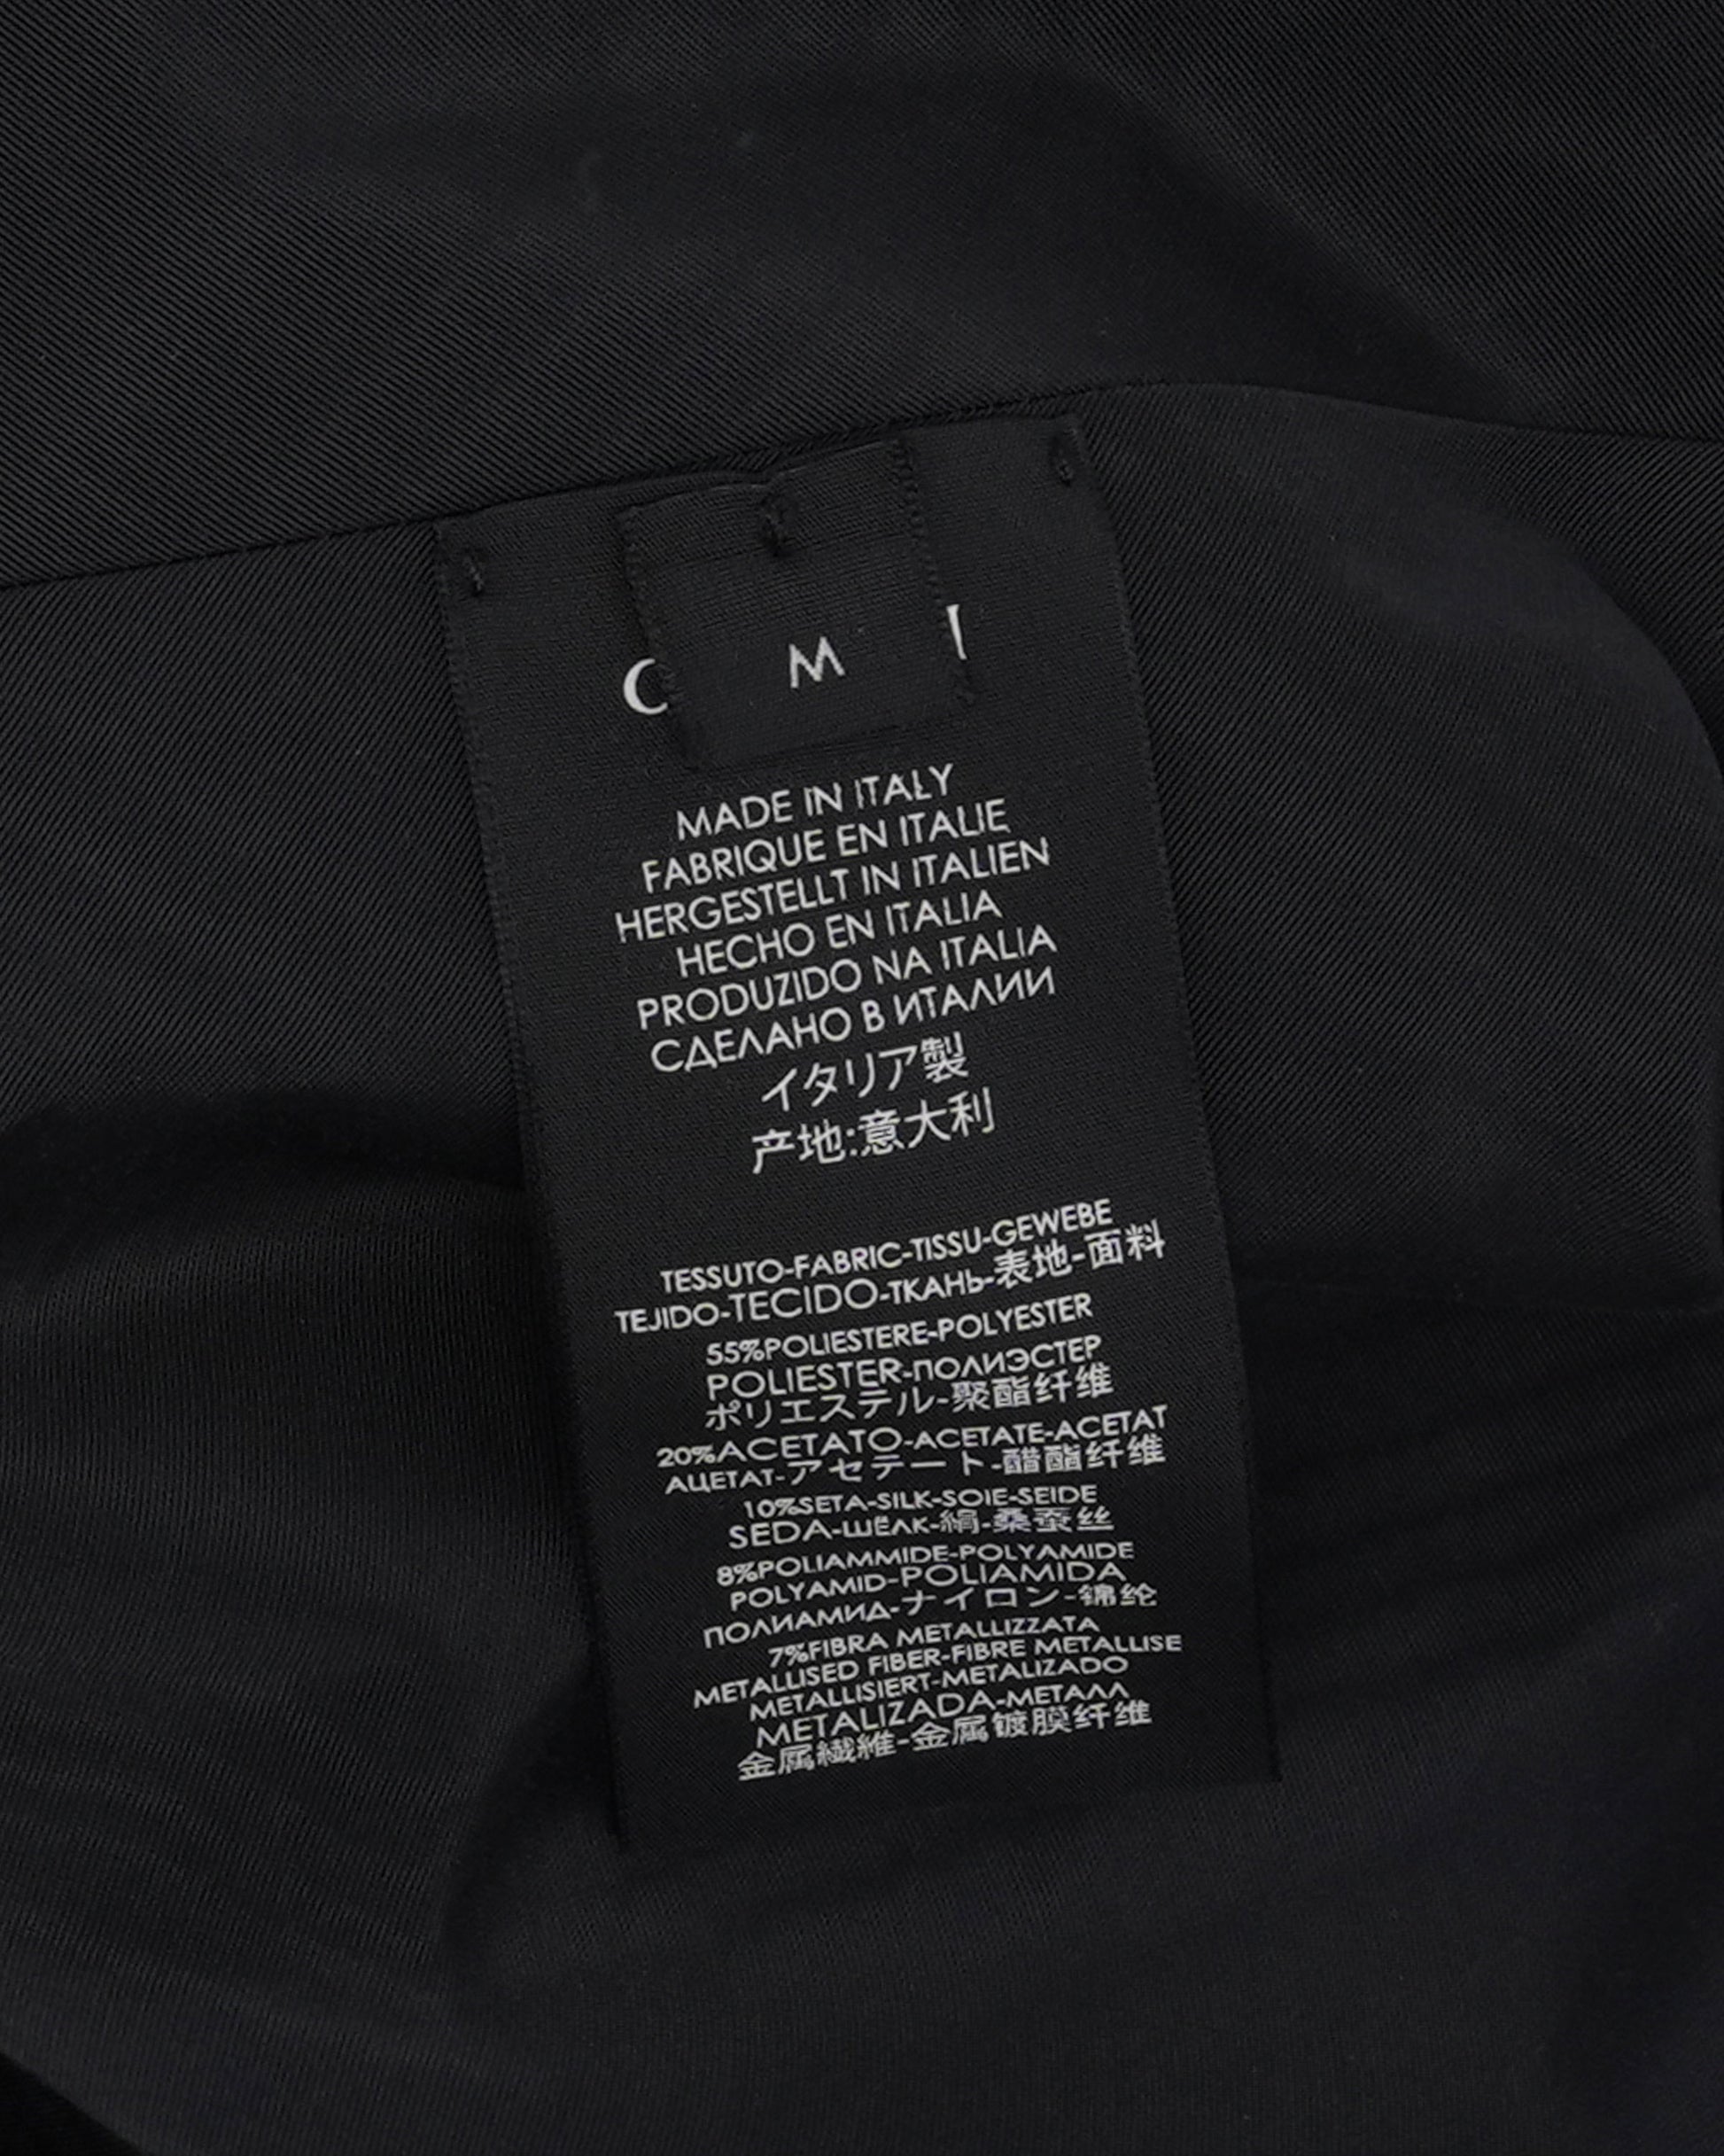 M
MADE IN ITALY
FABRIQUE EN ITALIE
HERGESTELLT IN ITALIEN
HECHO EN ITALIA
PRODUZIDO NA ITALIA
СДЕЛАНО В ИТАЛИИ
イタリア製
产地:意大利
TESSUTO-FABRIC-TISSU-GEWEBE
TEJIDO-TECIDO-ТКАНЬ-表地-面料
55%POLIESTERE-POLYESTER
POLIESTER-ПОЛИЭСТЕР
ポリエステル-聚酯纤维
20%ACETATO-ACETATE-ACETAT
АЦЕТАТ-アセテート-醋酯纤维
10%SETA-SILK-SOIE-SEIDE
SEDA-ШЁЛК-絹-桑蚕丝
8%POLIAMMIDE-POLYAMIDE
POLYAMID-POLIAMIDA
ПОЛИАМИД-ナイロン-锦纶
7%FIBRA METALLIZZATA
METALLISED FIBER-FIBRE METALLISE
METALLISIERT-METALIZADO
METALIZADA-МЕТАЛЛ
金属繊維-金属镀膜纤维